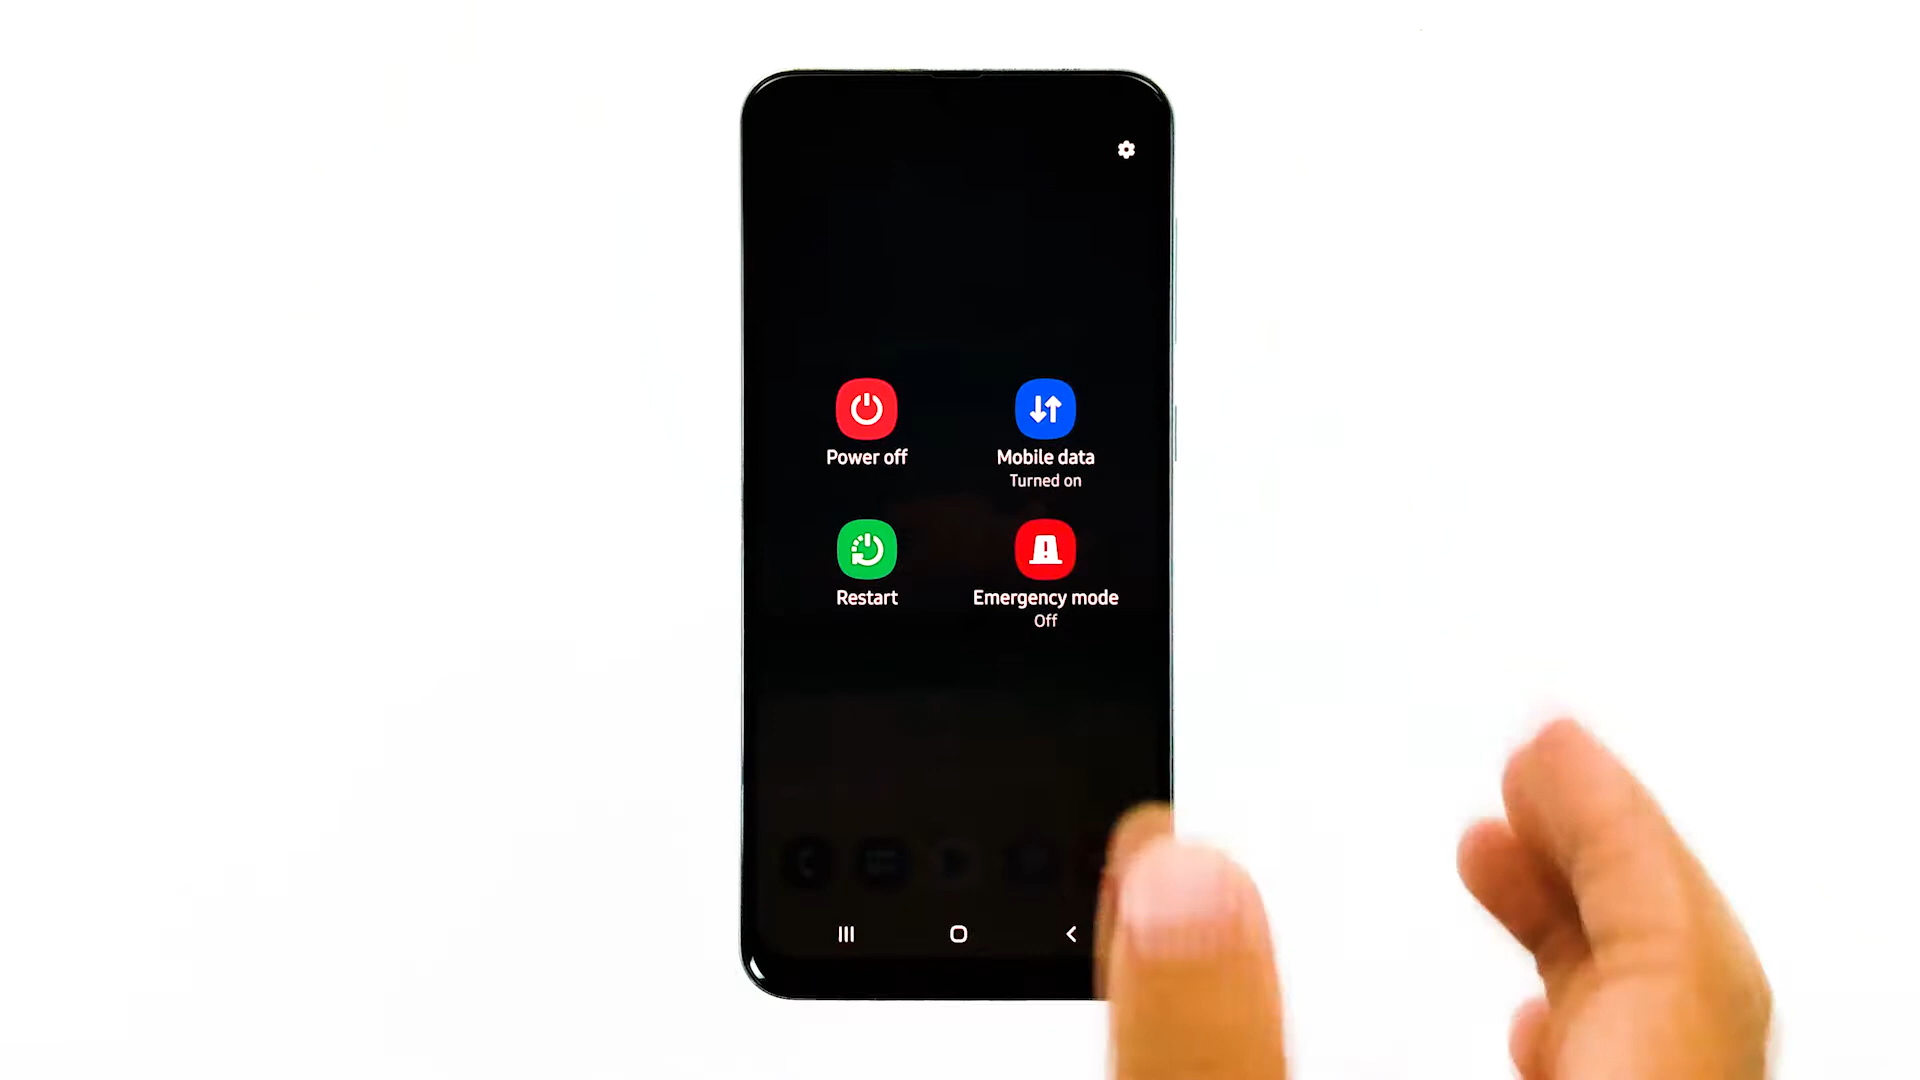 Power off
Mobile data
Turned on
Restart
Emergency mode
Off